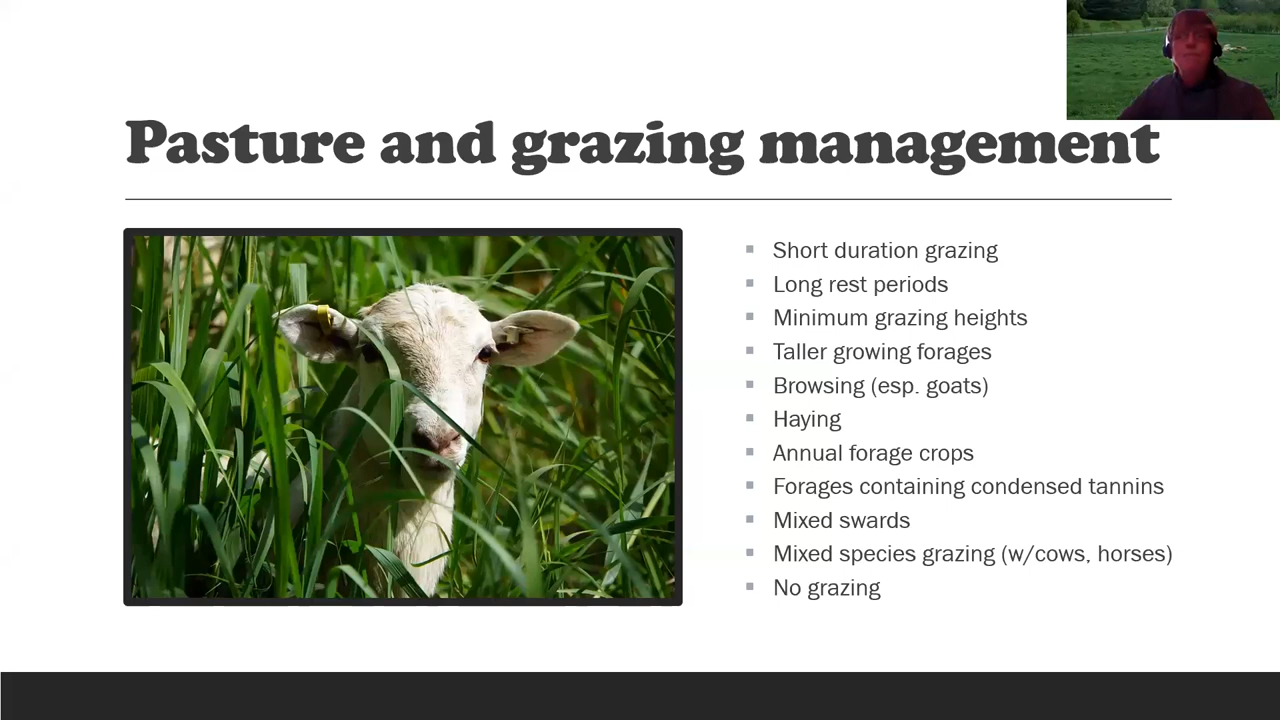 Pasture and grazing management
Short duration grazing
Long rest periods
Minimum grazing heights
Taller growing forages
Browsing (esp. goats)
Haying
Annual forage crops
Forages containing condensed tannins
Mixed swards
Mixed species grazing (w/cows, horses)
No grazing